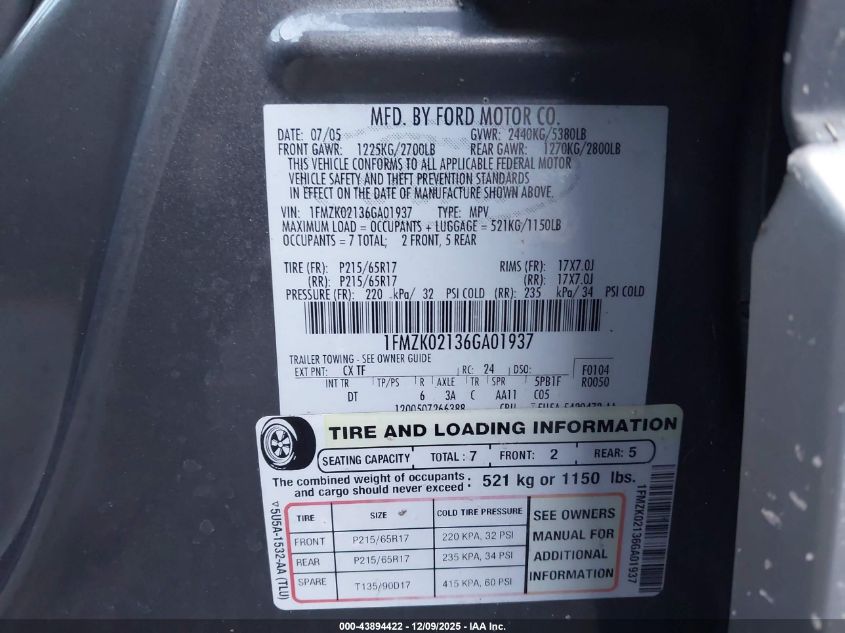 MFD. BY FORD MOTOR CO.
DATE: 07/05 GVWR: 2440KG/5380LB
FRONT GAWR: 1225KG/2700LB REAR GAWR: 1270KG/2800LB
THIS VEHICLE CONFORMS TO ALL APPLICABLE FEDERAL MOTOR
VEHICLE SAFETY AND THEFT PREVENTION STANDARDS
IN EFFECT ON THE DATE OF MANUFACTURE SHOWN ABOVE.
VIN: 1FMZK02136GA01937 TYPE: MPV
MAXIMUM LOAD = OCCUPANTS + LUGGAGE = 521KG/1150LB
OCCUPANTS = 7 TOTAL; 2 FRONT, 5 REAR
TIRE (FR): P215/65R17 RIMS (FR): 17X7.0J
(RR): P215/65R17 (RR): 17X7.0J
PRESSURE (FR): 220 kPa/ 32 PSI COLD (RR): 235 kPa/ 34 PSI COLD
1FMZK02136GA01937
TRAILER TOWING - SEE OWNER GUIDE
EXT PNT: CX TF RC: 24 DSO: F0104
INT TR TP/PS R AXLE TR SPR 5PB1F R0050
DT 6 3A C AA11 C05
1200507266388
TIRE AND LOADING INFORMATION
SEATING CAPACITY TOTAL : 7 FRONT: 2 REAR: 5
The combined weight of occupants
and cargo should never exceed : 521 kg or 1150 lbs.
TIRE SIZE COLD TIRE PRESSURE
FRONT P215/65R17 220 KPA, 32 PSI
REAR P215/65R17 235 KPA, 34 PSI
SPARE T135/90D17 415 KPA, 60 PSI
SEE OWNERS
MANUAL FOR
ADDITIONAL
INFORMATION
5U5A-1532-AA (TLU)
1FMZK02136GA01937
000-43894422 - 12/09/2025 - IAA Inc.